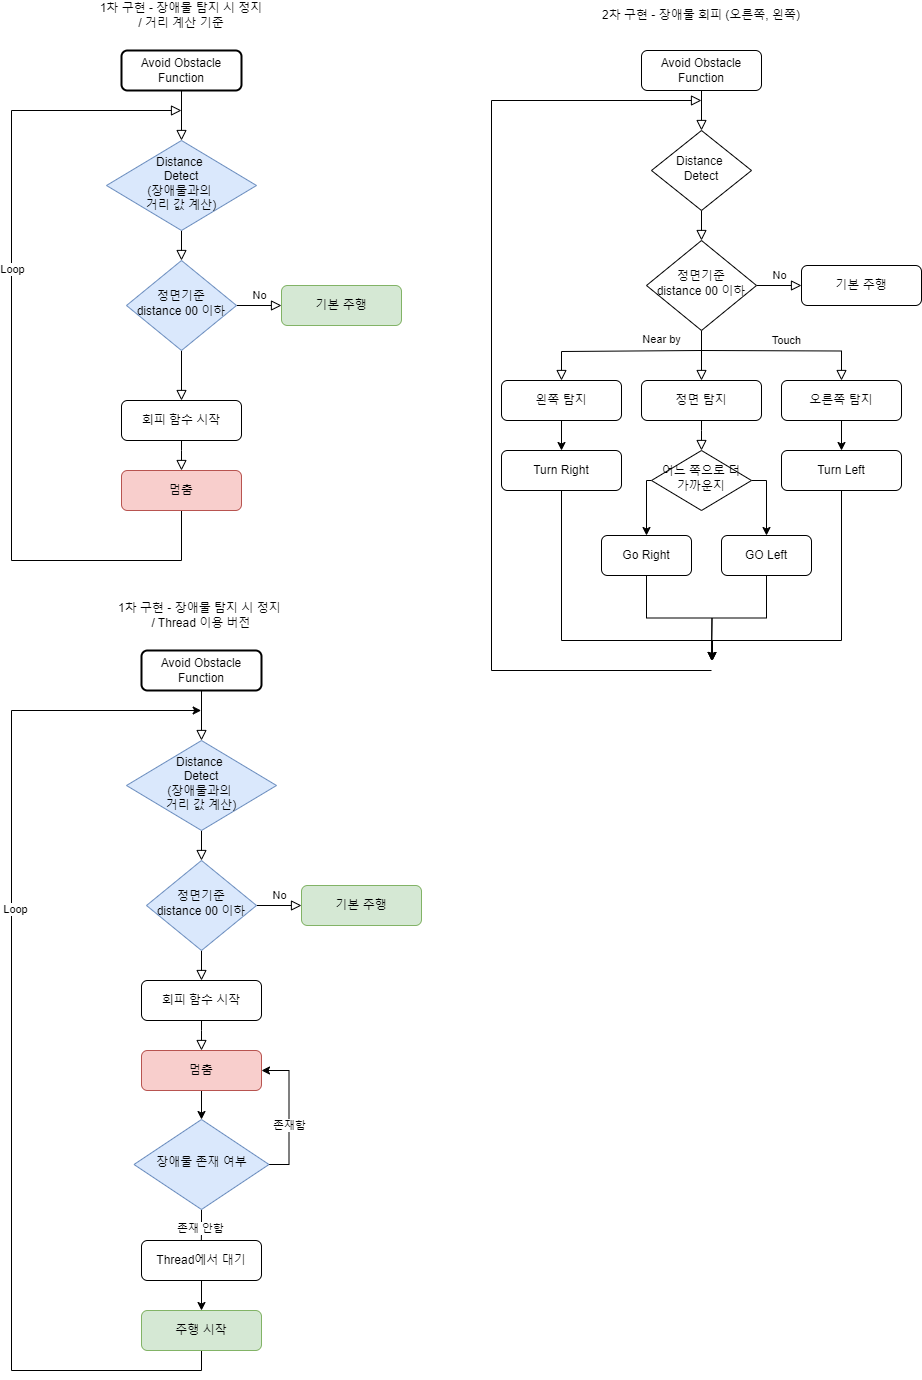 1차 구현 - 장애물 탐지 시 정지
/ 거리 계산 기준
Avoid Obstacle
Function
Distance
Detect
(장애물과의
거리 값 계산)
Loop
정면기준
distance 00 이하
No
기본 주행
회피 함수 시작
멈춤
2차 구현 - 장애물 회피 (오른쪽, 왼쪽)
Avoid Obstacle
Function
Distance
Detect
정면기준
distance 00 이하
No
기본 주행
Near by
Touch
왼쪽 탐지
정면 탐지
오른쪽 탐지
Turn Right
어느 쪽으로 더
가까운지
Turn Left
Go Right
GO Left
1차 구현 - 장애물 탐지 시 정지
/ Thread 이용 버전
Avoid Obstacle
Function
Distance
Detect
(장애물과의
거리 값 계산)
정면기준
distance 00 이하
No
기본 주행
Loop
회피 함수 시작
멈춤
존재함
장애물 존재 여부
존재 안함
Thread에서 대기
주행 시작